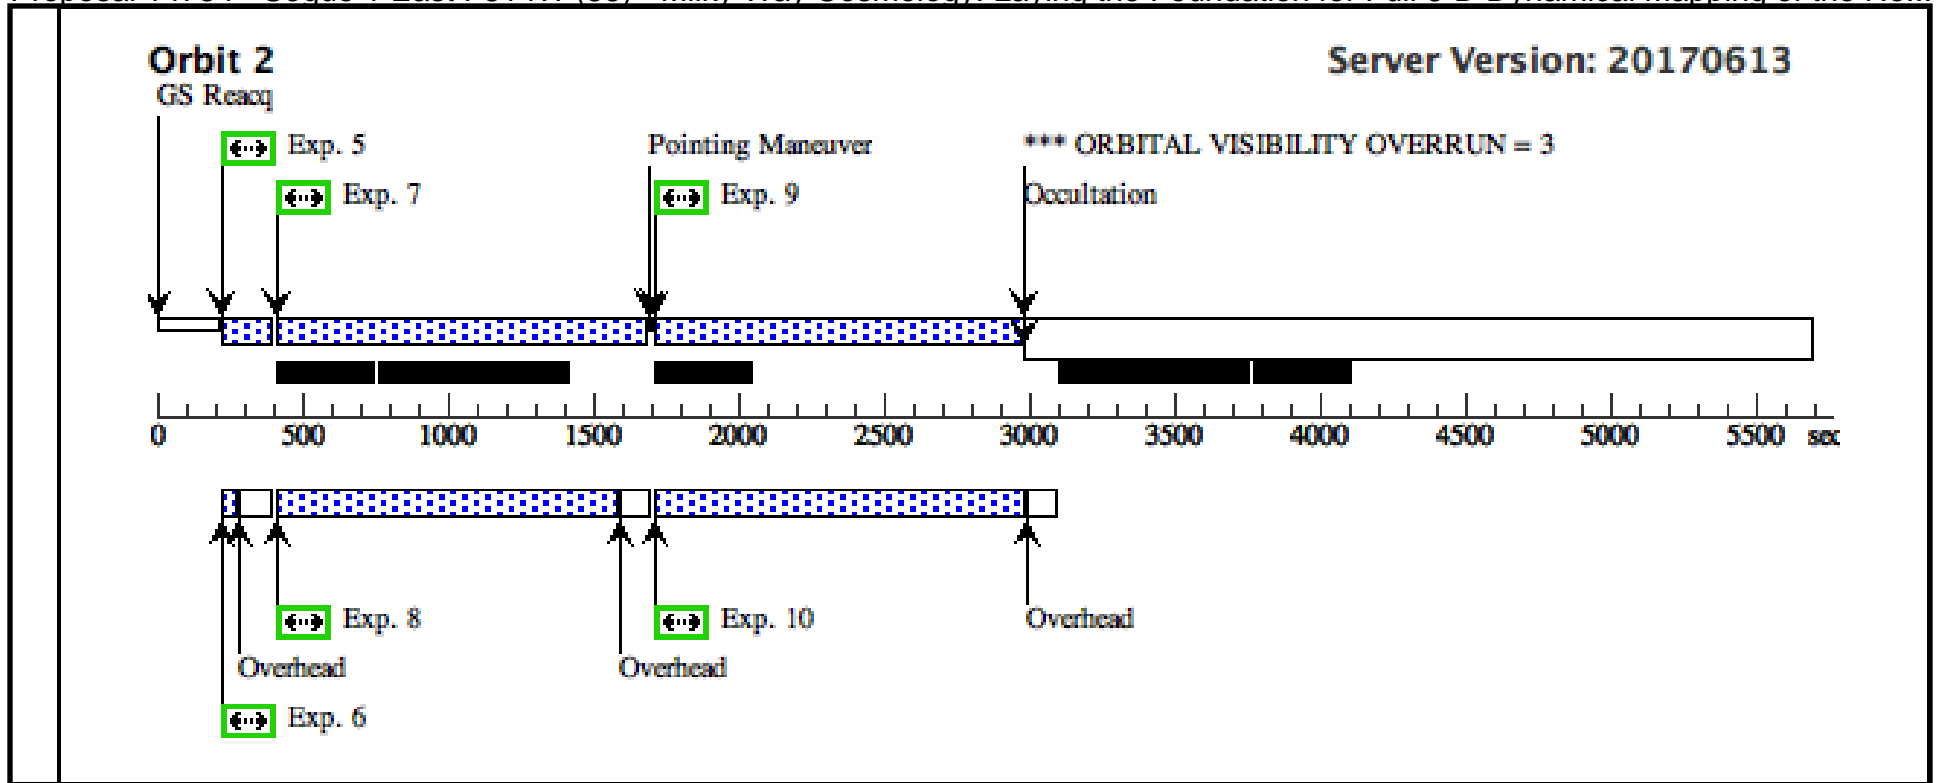 Orbit 2
Server Version: 20170613
GS Reacq
Exp. 5
Pointing Maneuver
*** ORBITAL VISIBILITY OVERRUN = 3
Exp. 7
Exp. 9
Occultation
0 500 1000 1500 2000 2500 3000 3500 4000 4500 5000 5500 sec
Exp. 8
Exp. 10
Overhead
Overhead
Overhead
Exp. 6